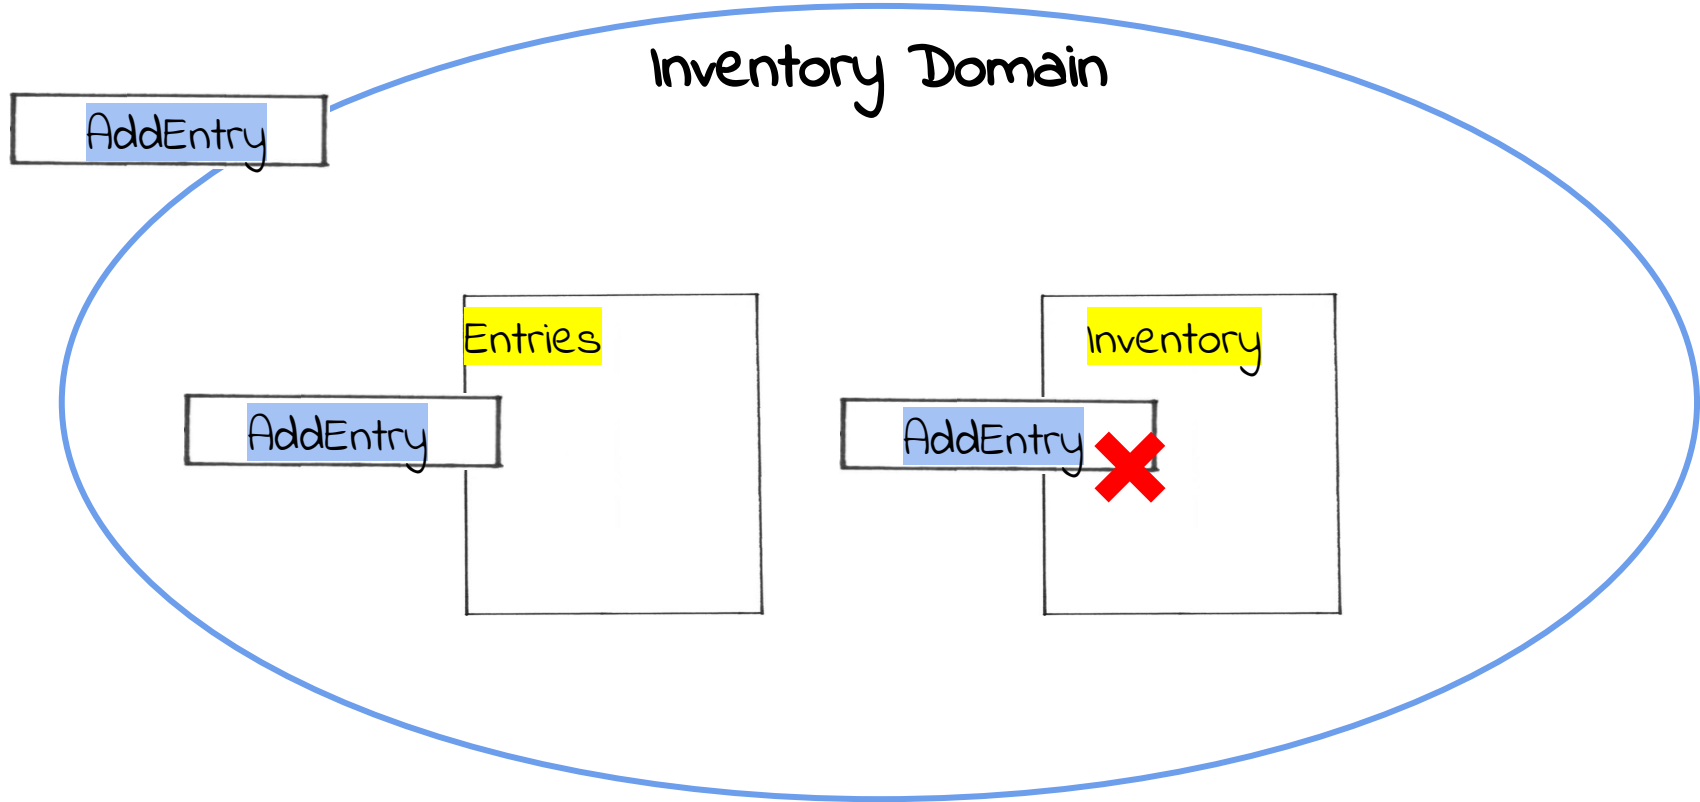 Inventory Domain
AddEntry
Entries
Inventory
AddEntry
AddEntry